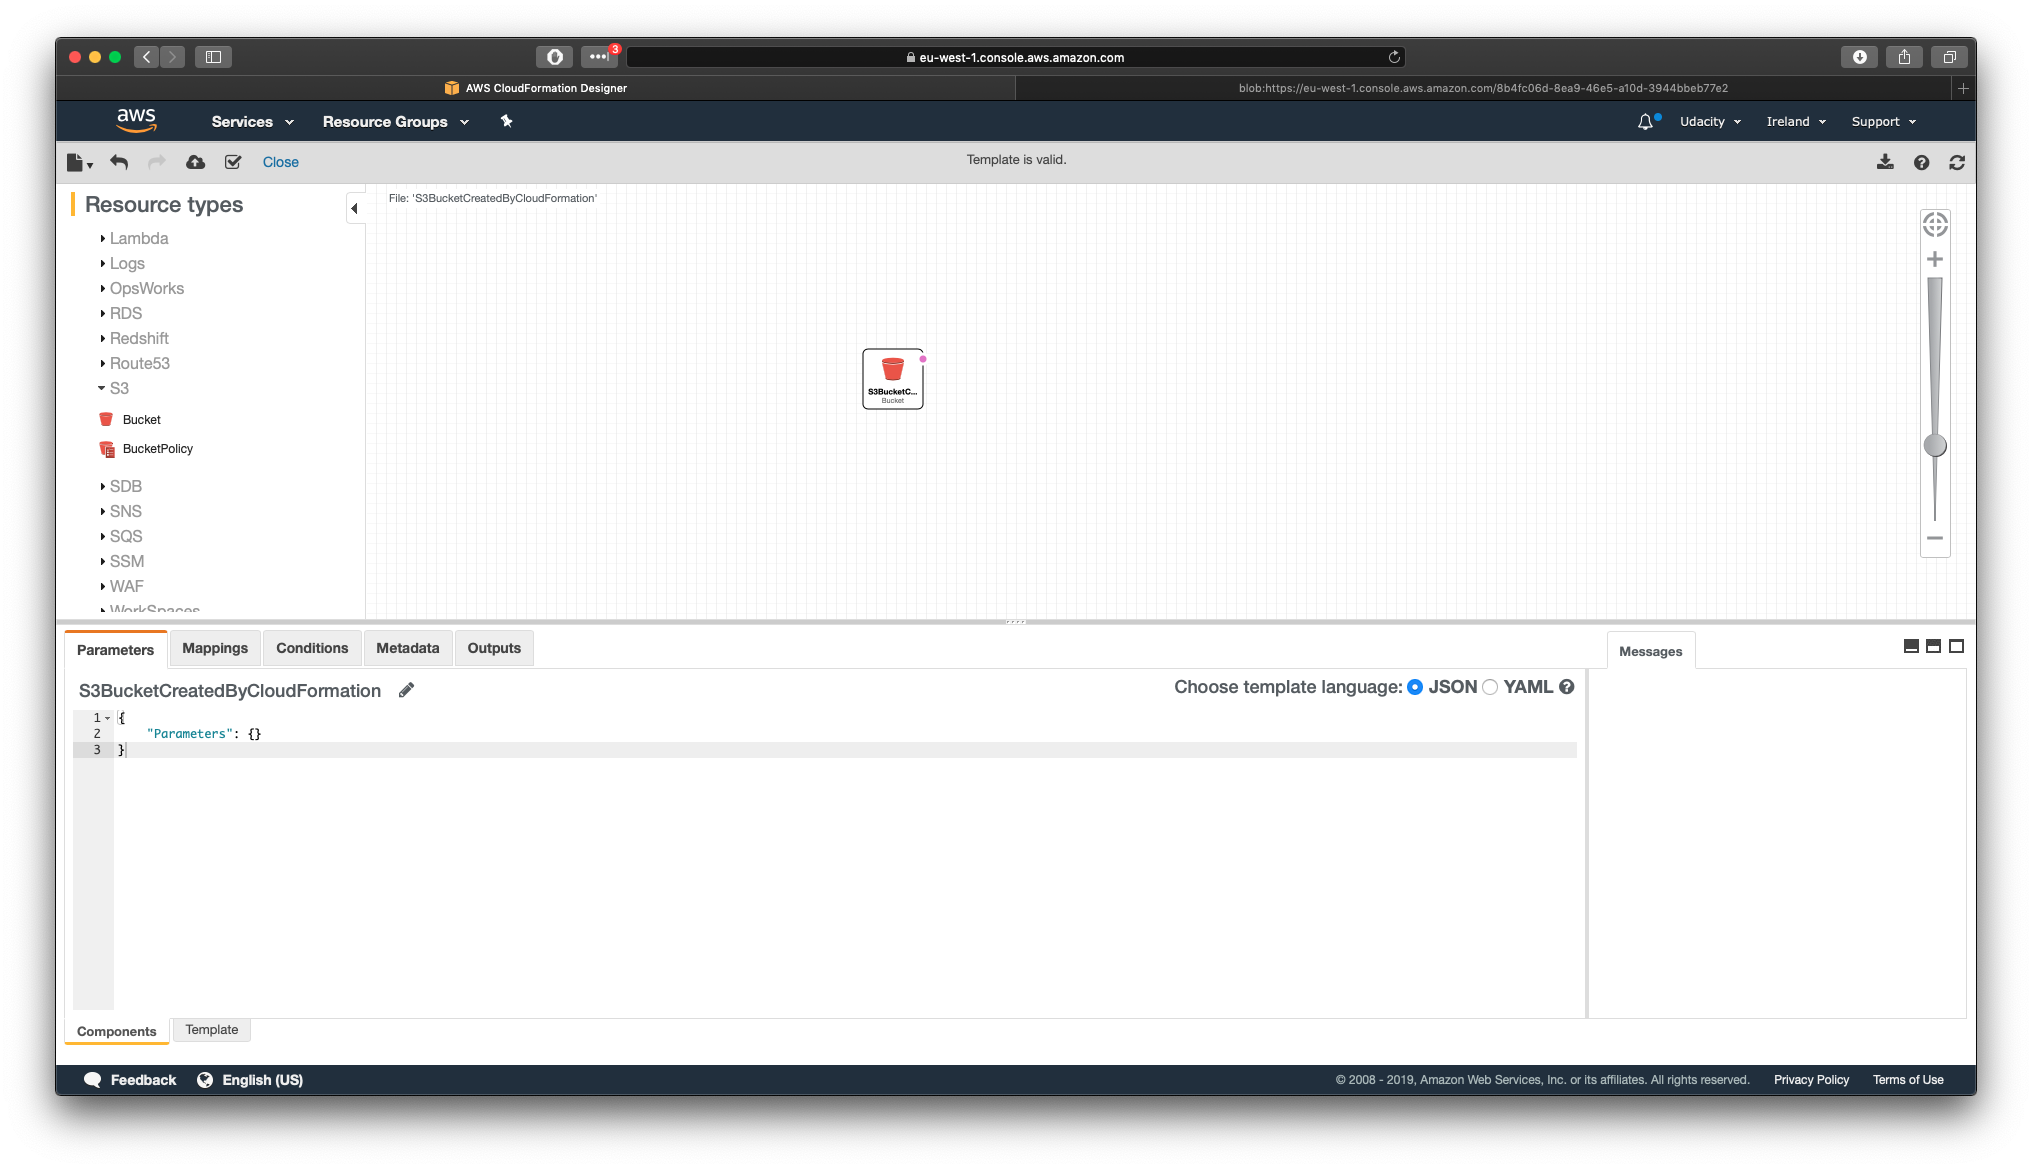 3
eu-west-1.console.aws.amazon.com
AWS CloudFormation Designer
blob:https://eu-west-1.console.aws.amazon.com/8b4fc06d-8ea9-46e5-a10d-3944bbeb77e2
aws Services Resource Groups Udacity Ireland Support
Close Template is valid.
Resource types
File: 'S3BucketCreatedByCloudFormation'
Lambda
Logs
OpsWorks
RDS
Redshift
Route53
S3
Bucket
BucketPolicy
SDB
SNS
SQS
SSM
WAF
WorkSpaces
S3BucketC...
Bucket
Parameters Mappings Conditions Metadata Outputs
Messages
S3BucketCreatedByCloudFormation
Choose template language: JSON YAML
1 {
2 "Parameters": {}
3 }
Components Template
Feedback English (US)
© 2008 - 2019, Amazon Web Services, Inc. or its affiliates. All rights reserved. Privacy Policy Terms of Use